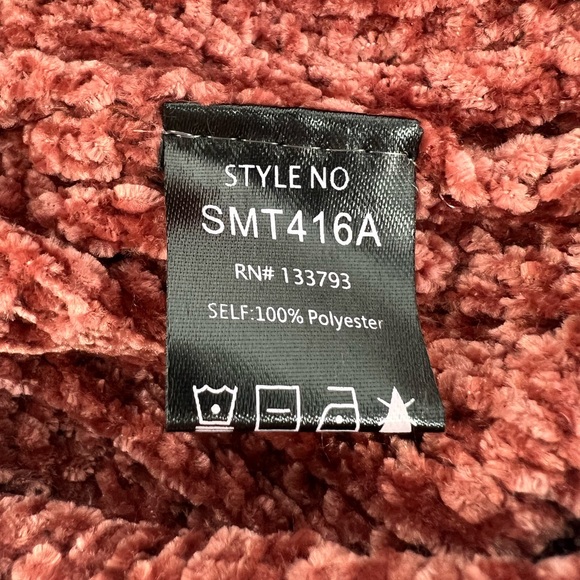 STYLE NO
SMT416A
RN# 133793
SELF:100% Polyester